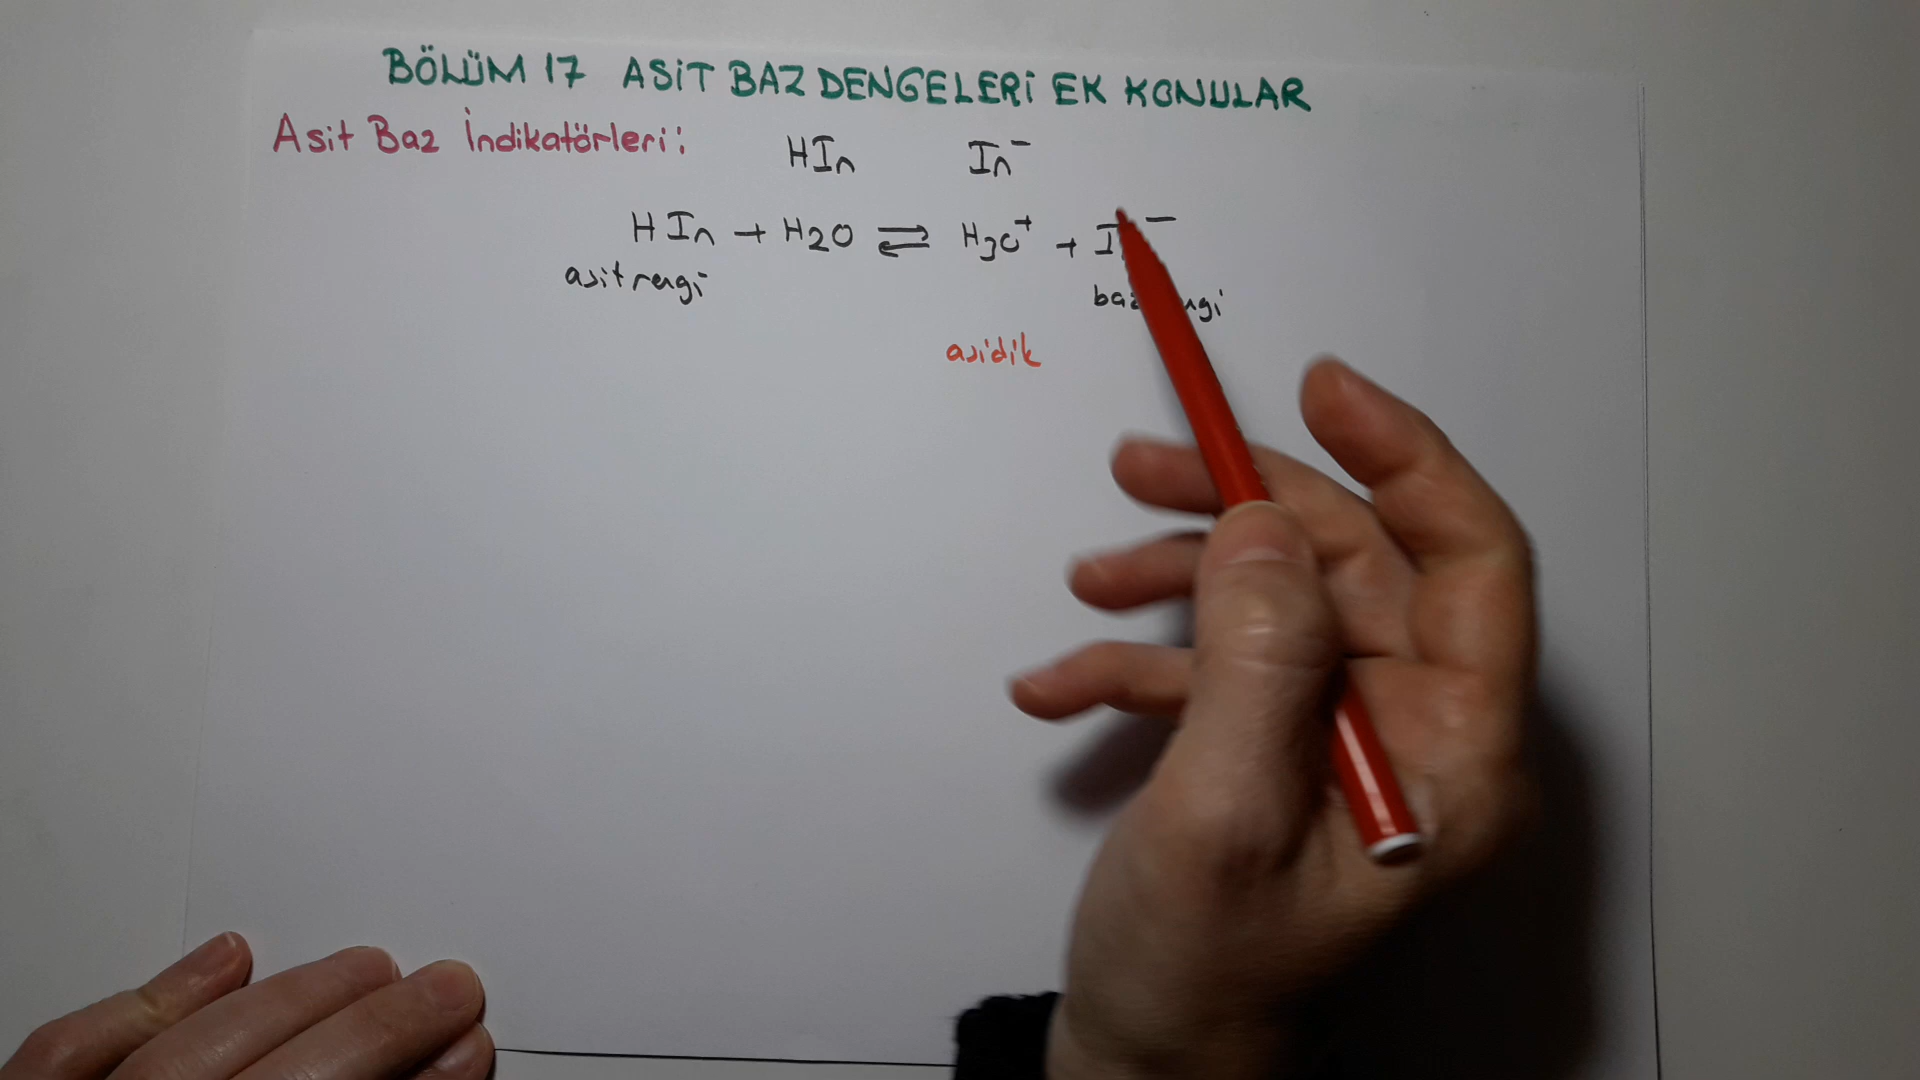 BÖLÜM 17 ASİT BAZ DENGELERİ EK KONULAR
Asit Baz İndikatörleri:
HIn In⁻
HIn + H2O ⇌ H3O⁺ + I ⁻
asit rengi
asidik